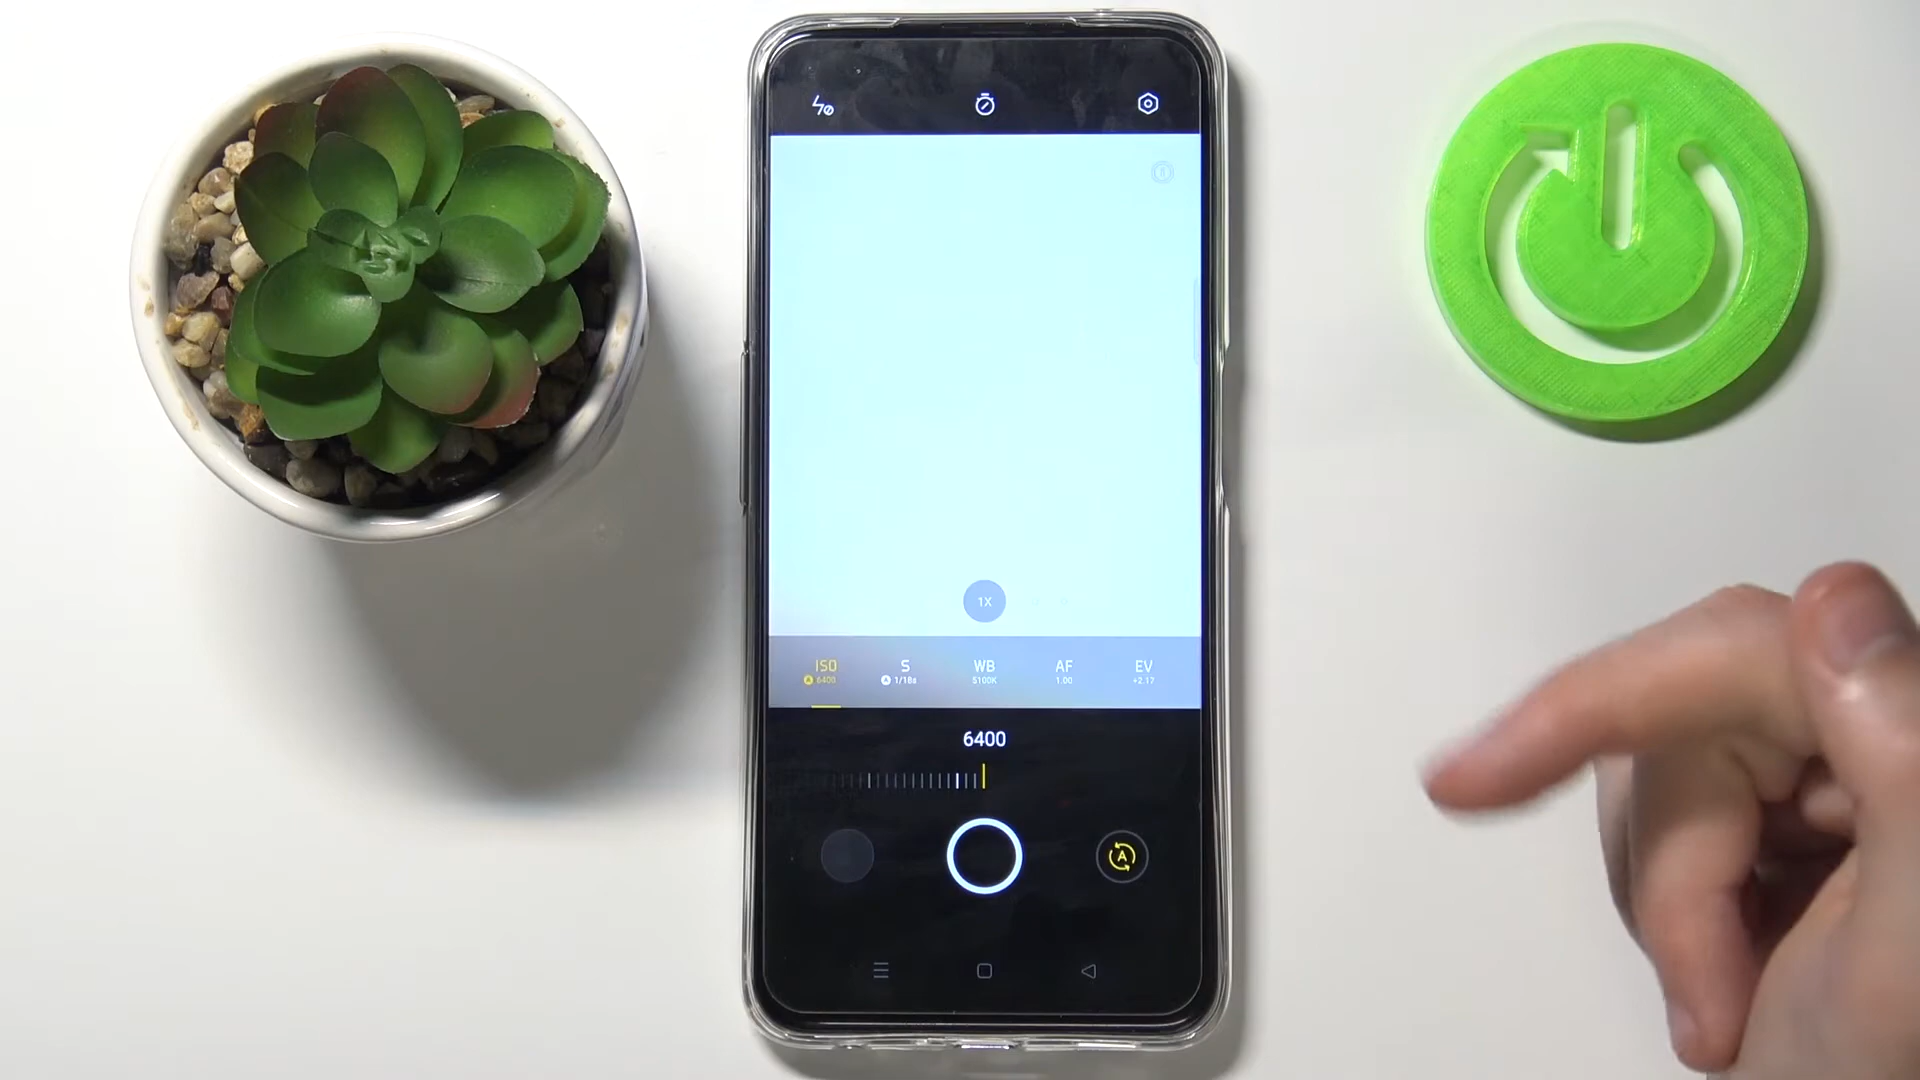 1X
ISO S WB AF EV
A 6400 A 1/18s 5100K 1.00 +2.17
6400
A